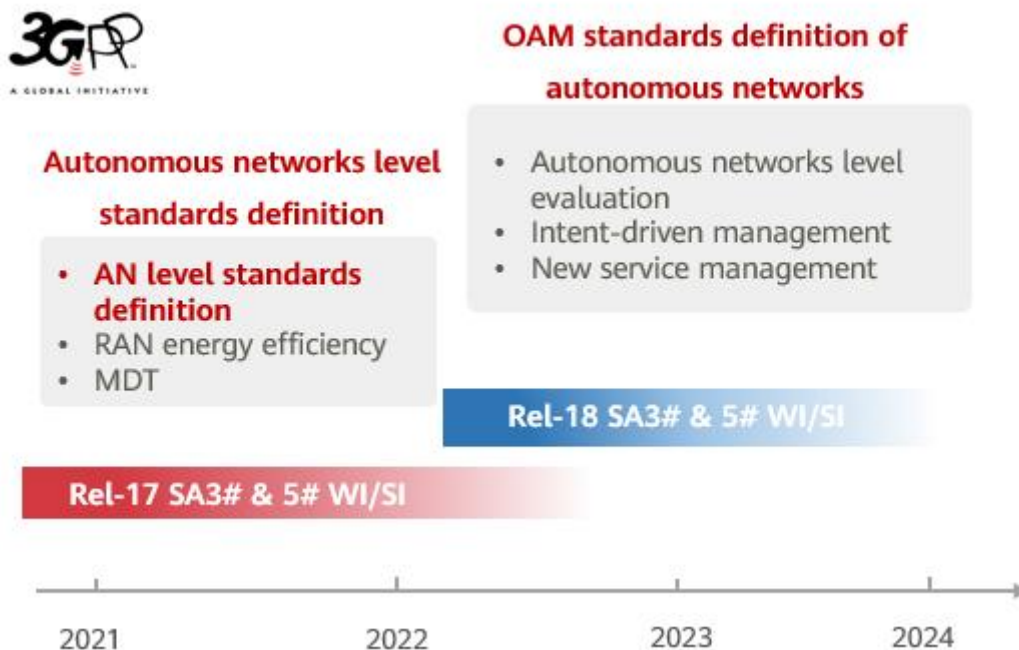 3GPP
A GLOBAL INITIATIVE
OAM standards definition of
autonomous networks
• Autonomous networks level
evaluation
• Intent-driven management
• New service management
Autonomous networks level
standards definition
• AN level standards
definition
• RAN energy efficiency
• MDT
Rel-18 SA3# & 5# WI/SI
Rel-17 SA3# & 5# WI/SI
2021 2022 2023 2024